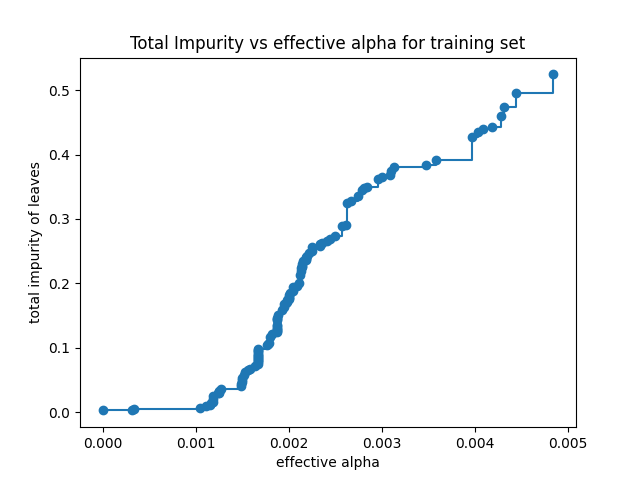 Total Impurity vs effective alpha for training set
total impurity of leaves
0.5
0.4
0.3
0.2
0.1
0.0
0.000 0.001 0.002 0.003 0.004 0.005
effective alpha